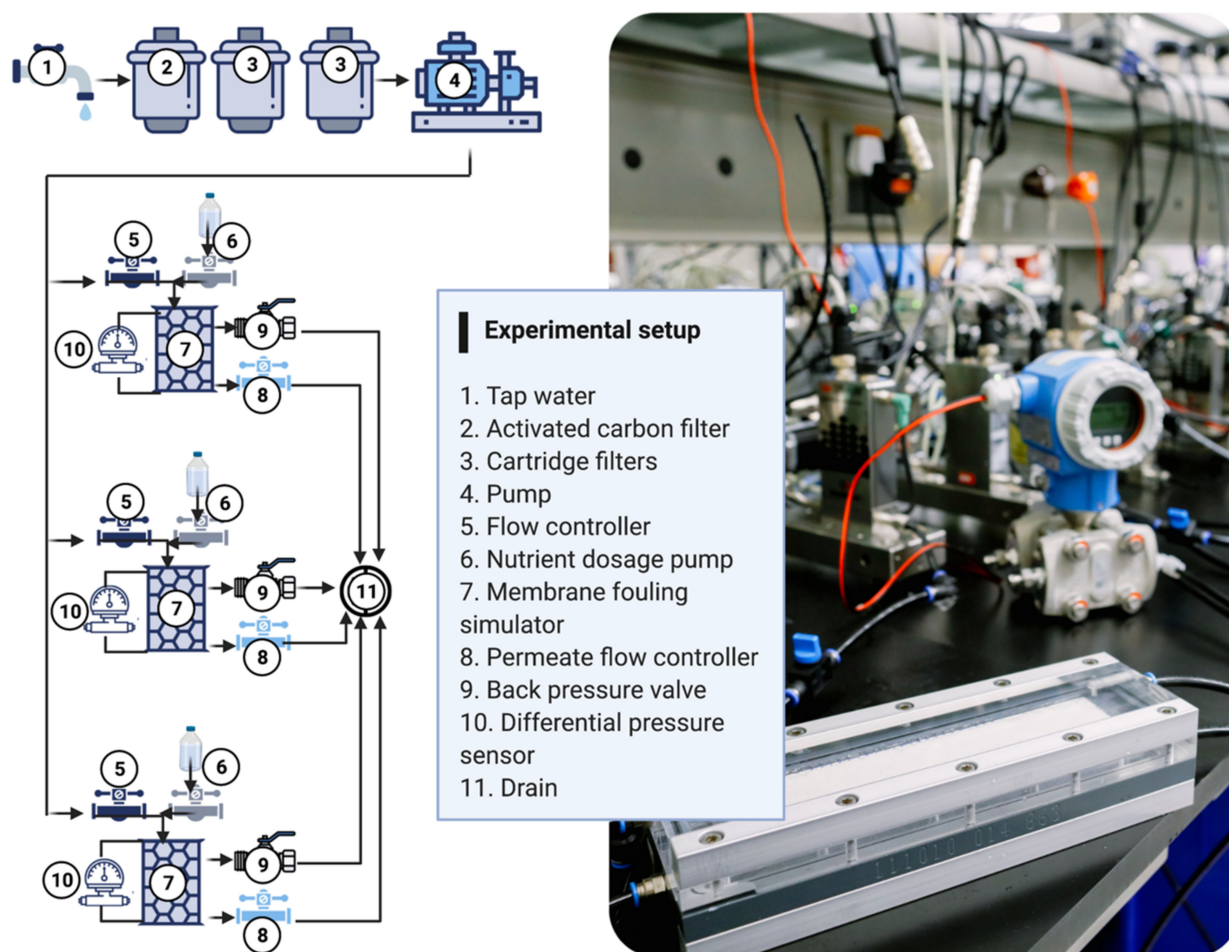 1
2
3
3
4
5
6
10
7
9
8
5
6
10
7
9
8
11
5
6
10
7
9
8
Experimental setup
1. Tap water
2. Activated carbon filter
3. Cartridge filters
4. Pump
5. Flow controller
6. Nutrient dosage pump
7. Membrane fouling
simulator
8. Permeate flow controller
9. Back pressure valve
10. Differential pressure
sensor
11. Drain
11010 014 863